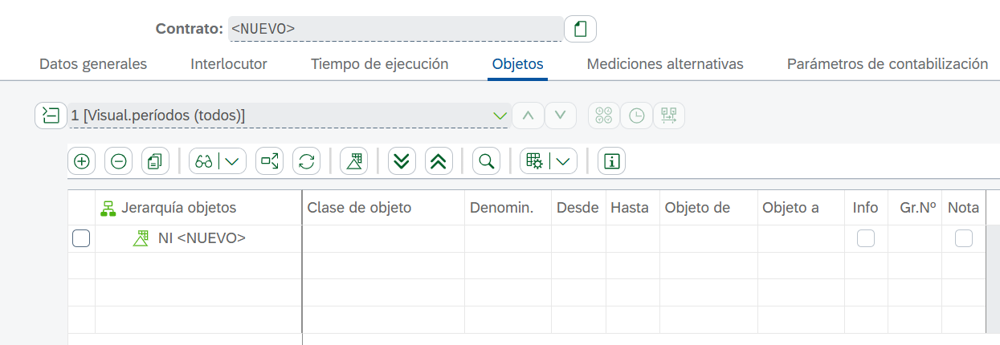 Contrato: <NUEVO>
Datos generales Interlocutor Tiempo de ejecución Objetos Mediciones alternativas Parámetros de contabilización
1 [Visual.períodos (todos)]
Jerarquía objetos Clase de objeto Denomin. Desde Hasta Objeto de Objeto a Info Gr.Nº Nota
NI <NUEVO>